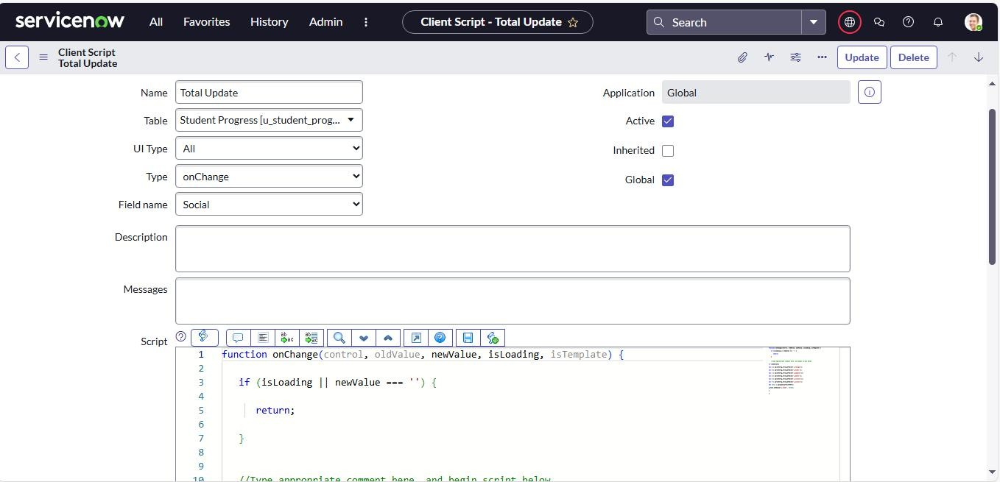 servicenow All Favorites History Admin Client Script - Total Update Search
Client Script
Total Update
Update Delete
Name Total Update
Application Global
Table Student Progress [u_student_prog...
Active
UI Type All
Inherited
Type onChange
Global
Field name Social
Description
Messages
Script
1 function onChange(control, oldValue, newValue, isLoading, isTemplate) {
2
3 if (isLoading || newValue === '') {
4
5 return;
6
7 }
8
9
10 //Type appropriate comment here, and begin script below